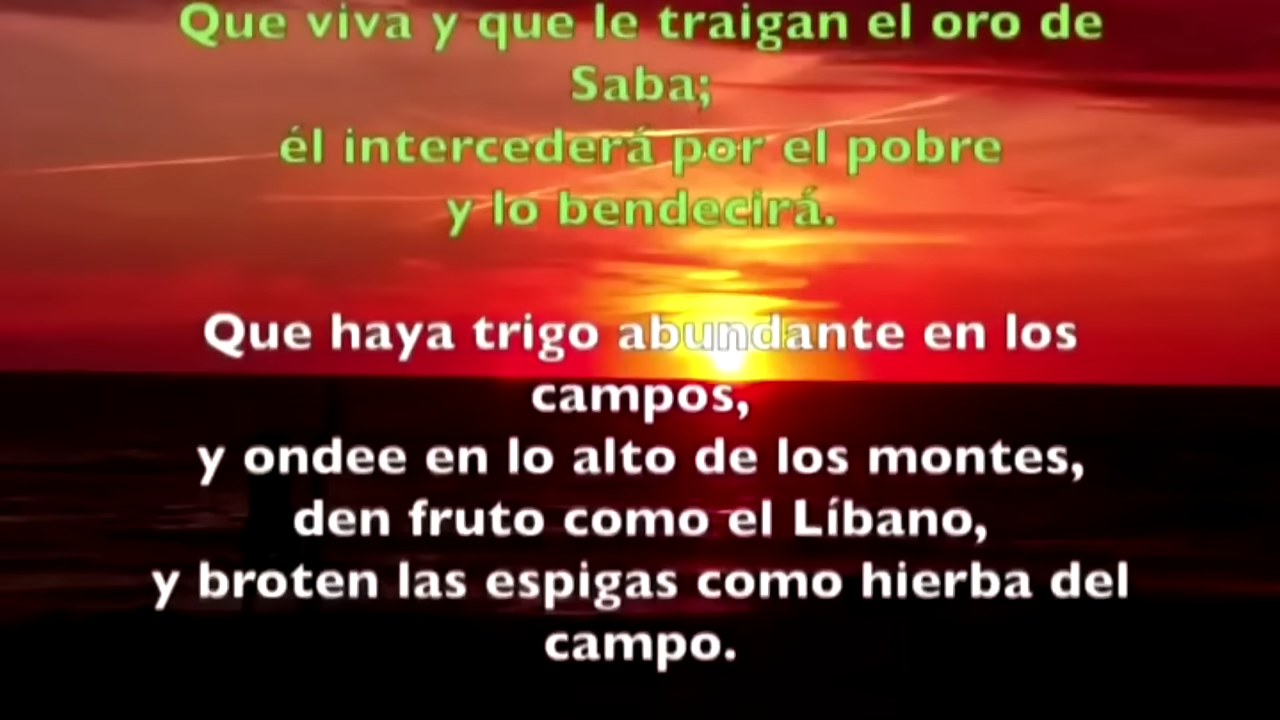 Que viva y que le traigan el oro de
Saba;
él intercederá por el pobre
y lo bendecirá.
Que haya trigo abundante en los
campos,
y ondee en lo alto de los montes,
den fruto como el Líbano,
y broten las espigas como hierba del
campo.